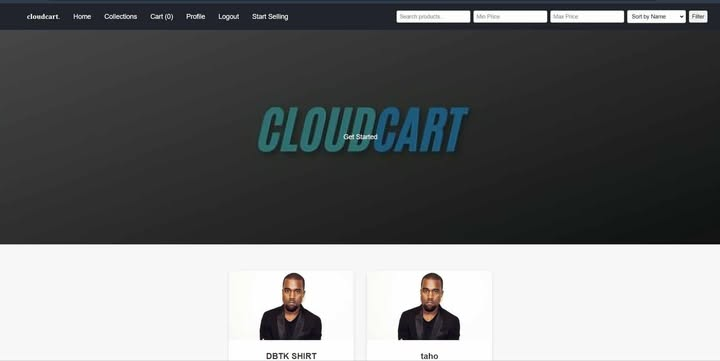 cloudcart. Home Collections Cart (0) Profile Logout Start Selling Search products... Min Price Max Price Sort by Name Filter
CLOUDCART
Get Started
DBTK SHIRT taho